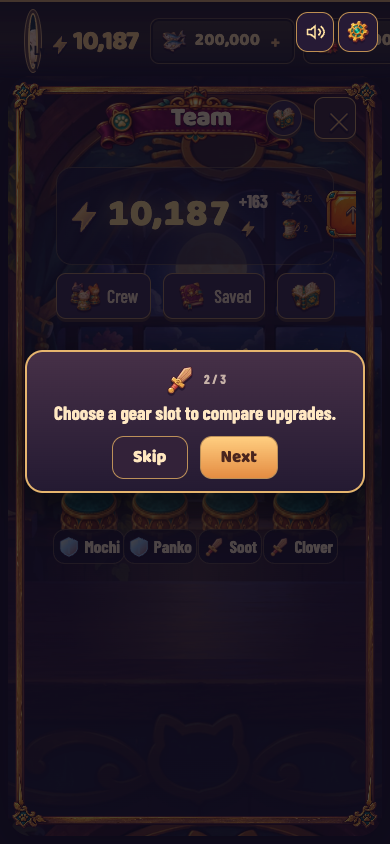 10,187
200,000 +
Team
10,187
+163
Crew
Saved
2 / 3
Choose a gear slot to compare upgrades.
Skip
Next
Mochi
Panko
Soot
Clover